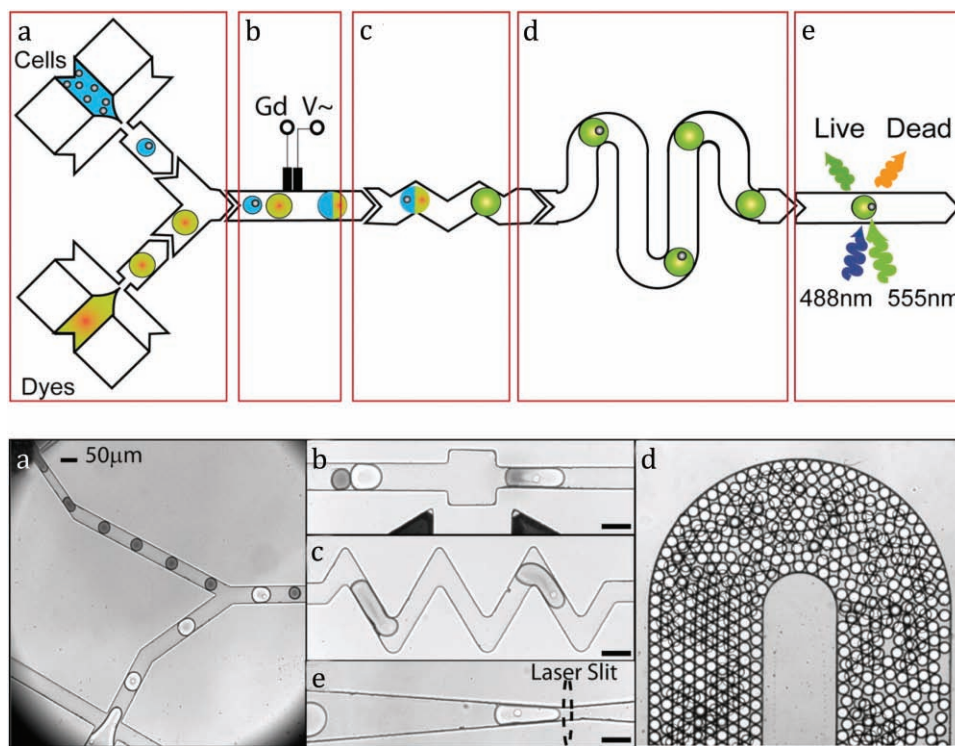 a
Cells
Dyes
b
Gd V~
c
d
e
Live Dead
488nm 555nm
a
50μm
b
c
e
Laser Slit
d